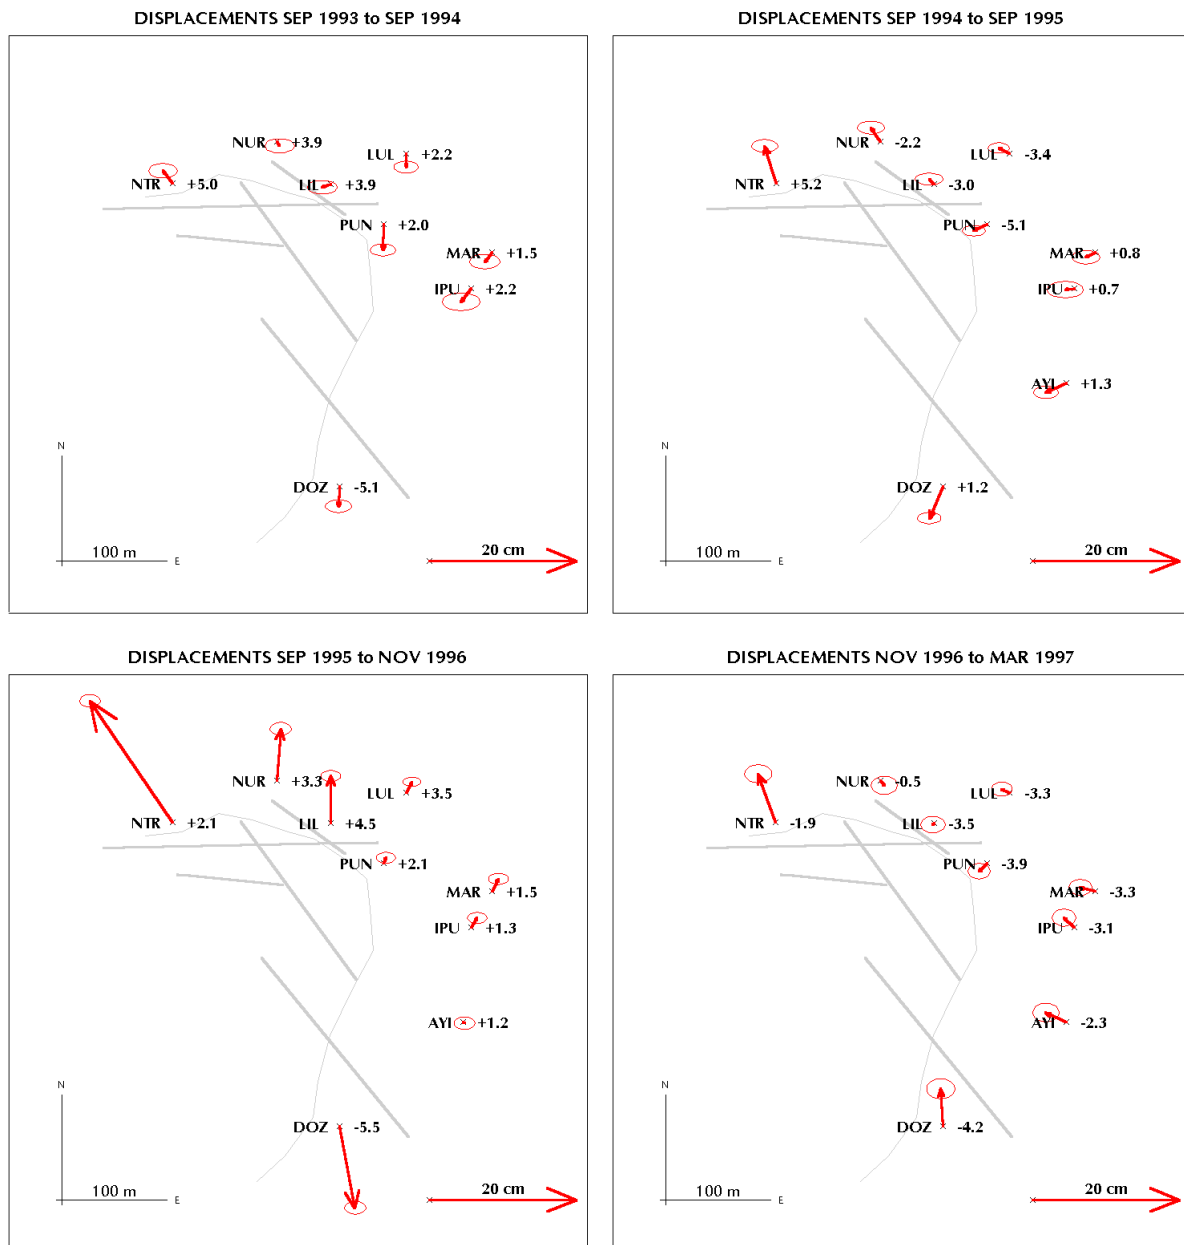 DISPLACEMENTS SEP 1993 to SEP 1994
NUR +3.9
LUL +2.2
NTR +5.0
LIL +3.9
PUN +2.0
MAR +1.5
IPU +2.2
N
DOZ -5.1
100 m
E
20 cm
DISPLACEMENTS SEP 1994 to SEP 1995
NUR -2.2
LUL -3.4
NTR +5.2
LIL -3.0
PUN -5.1
MAR +0.8
IPU +0.7
AYI +1.3
N
DOZ +1.2
100 m
E
20 cm
DISPLACEMENTS SEP 1995 to NOV 1996
NUR +3.3
LUL +3.5
NTR +2.1
LIL +4.5
PUN +2.1
MAR +1.5
IPU +1.3
AYI +1.2
N
DOZ -5.5
100 m
E
20 cm
DISPLACEMENTS NOV 1996 to MAR 1997
NUR -0.5
LUL -3.3
NTR -1.9
LIL -3.5
PUN -3.9
MAR -3.3
IPU -3.1
AYI -2.3
N
DOZ -4.2
100 m
E
20 cm